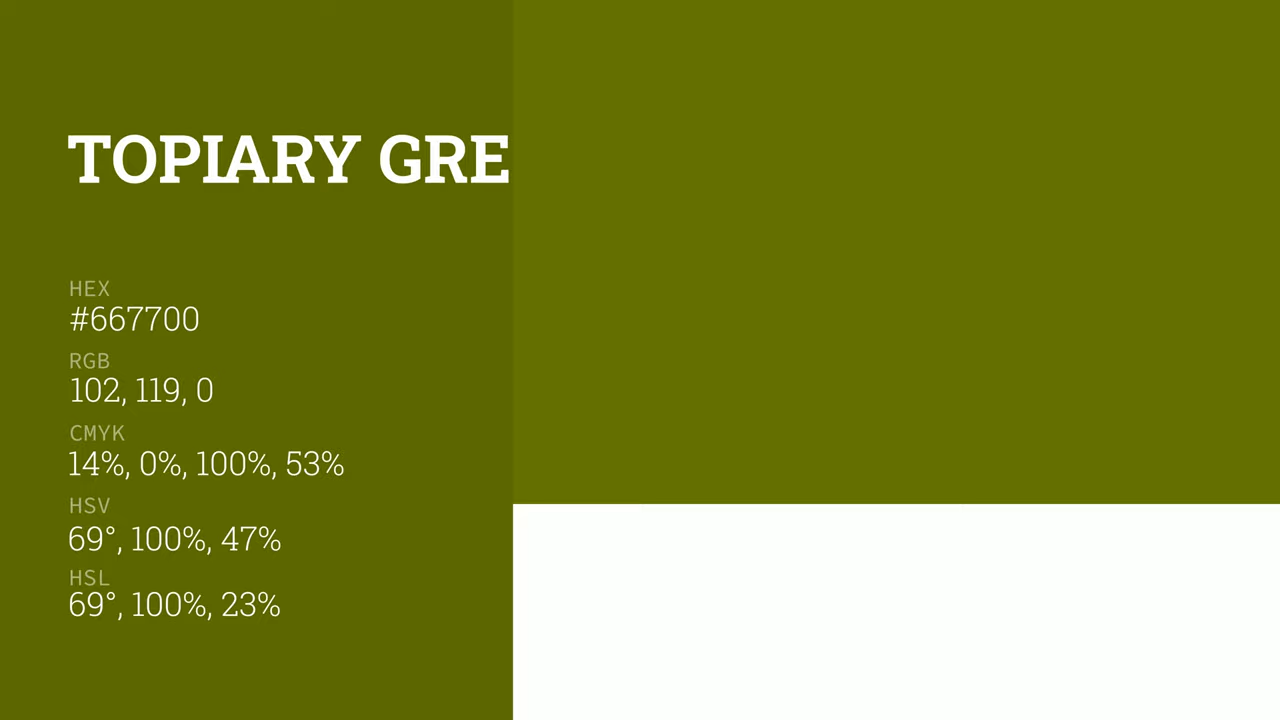 TOPIARY GRE
HEX
#667700
RGB
102, 119, 0
CMYK
14%, 0%, 100%, 53%
HSV
69°, 100%, 47%
HSL
69°, 100%, 23%